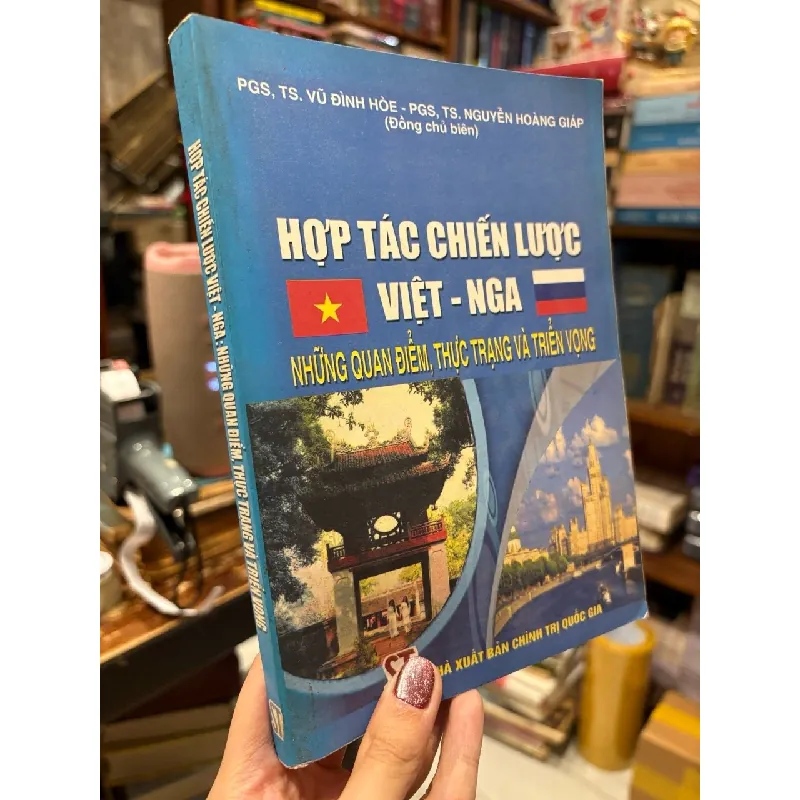 PGS, TS. VŨ ĐÌNH HÒE - PGS, TS. NGUYỄN HOÀNG GIÁP
(Đồng chủ biên)
HỢP TÁC CHIẾN LƯỢC
VIỆT - NGA
NHỮNG QUAN ĐIỂM, THỰC TRẠNG VÀ TRIỂN VỌNG
XUẤT BẢN CHÍNH TRỊ QUỐC GIA
HỢP TÁC CHIẾN LƯỢC VIỆT - NGA : NHỮNG QUAN ĐIỂM, THỰC TRẠNG VÀ TRIỂN VỌNG